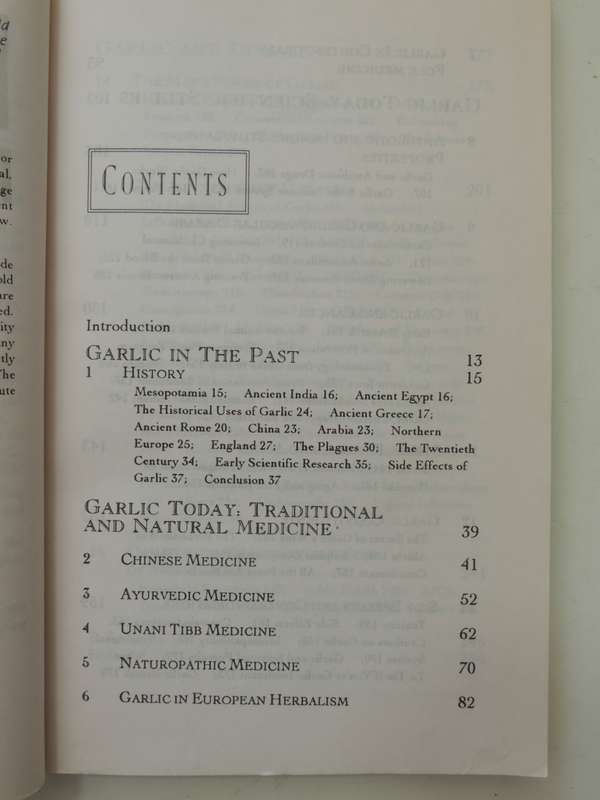 CONTENTS
Introduction
GARLIC IN THE PAST 13
1 HISTORY 15
Mesopotamia 15; Ancient India 16; Ancient Egypt 16;
The Historical Uses of Garlic 24; Ancient Greece 17;
Ancient Rome 20; China 23; Arabia 23; Northern
Europe 25; England 27; The Plagues 30; The Twentieth
Century 34; Early Scientific Research 35; Side Effects of
Garlic 37; Conclusion 37
GARLIC TODAY: TRADITIONAL
AND NATURAL MEDICINE 39
2 CHINESE MEDICINE 41
3 AYURVEDIC MEDICINE 52
4 UNANI TIBB MEDICINE 62
5 NATUROPATHIC MEDICINE 70
6 GARLIC IN EUROPEAN HERBALISM 82